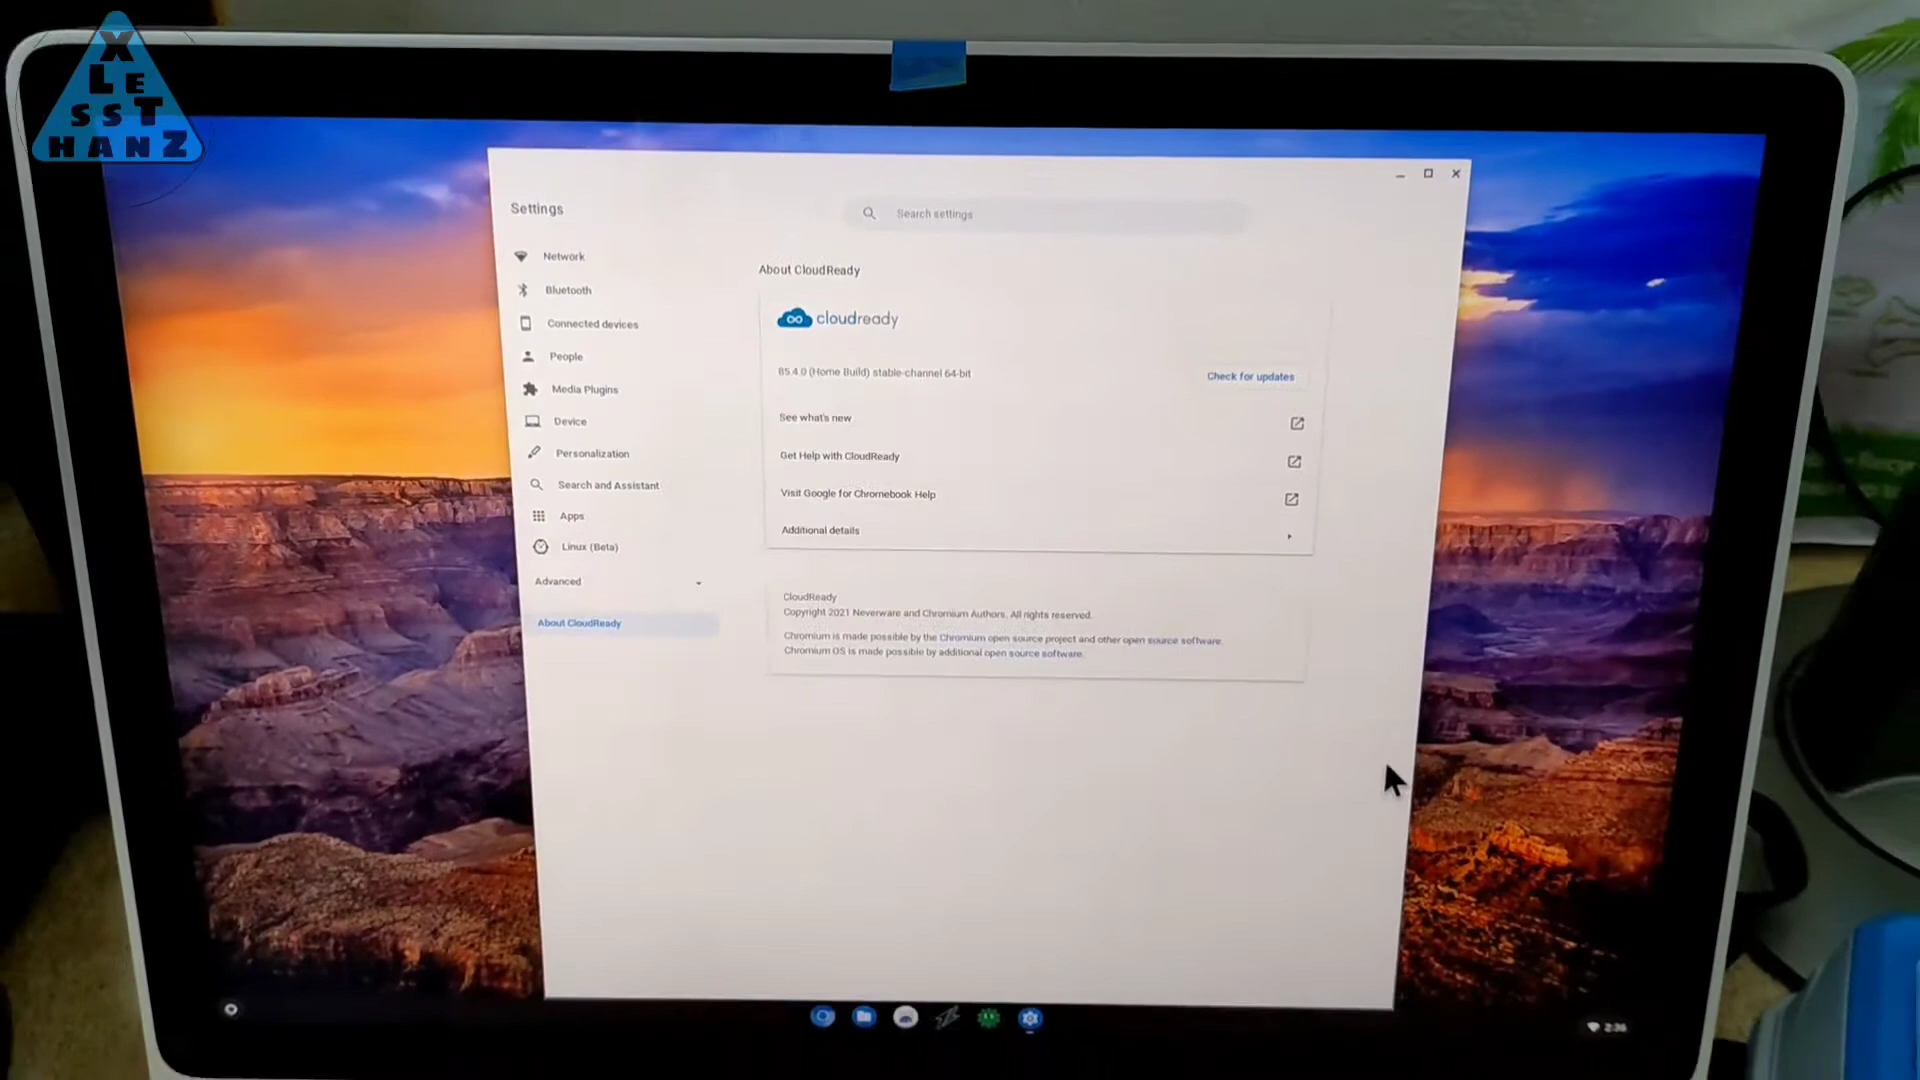 X
LE
SST
HANZ
Settings
Search settings
Network
Bluetooth
Connected devices
People
Media Plugins
Device
Personalization
Search and Assistant
Apps
Linux (Beta)
Advanced
About CloudReady
About CloudReady
cloudready
85.4.0 (Home Build) stable-channel 64-bit
Check for updates
See what's new
Get Help with CloudReady
Visit Google for Chromebook Help
Additional details
CloudReady
Copyright 2021 Neverware and Chromium Authors. All rights reserved.
Chromium is made possible by the Chromium open source project and other open source software.
Chromium OS is made possible by additional open source software.
2:36